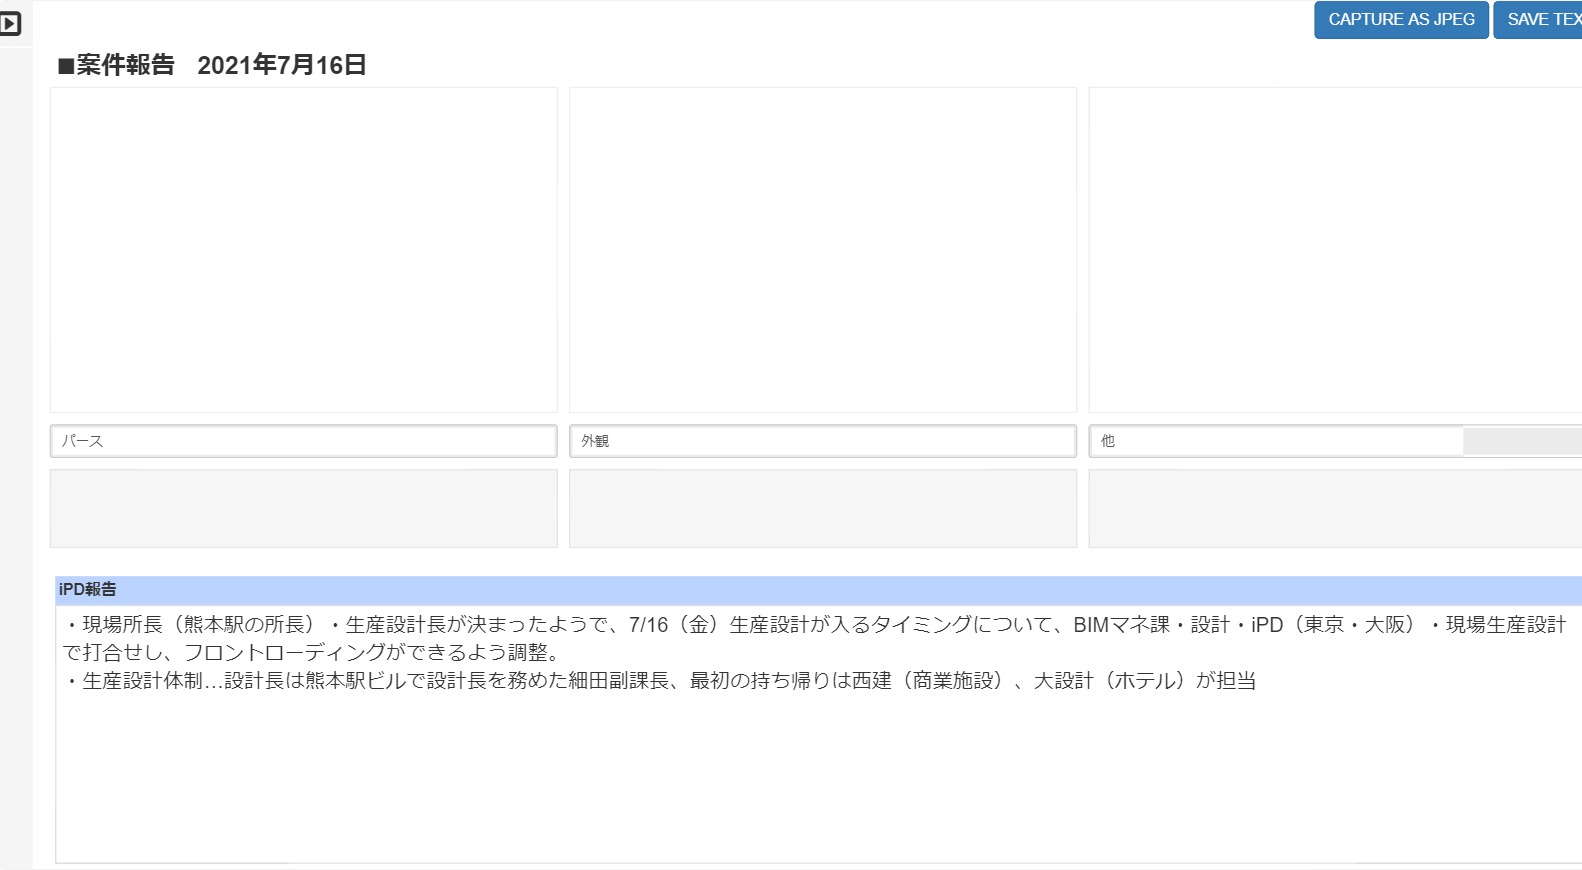 CAPTURE AS JPEG
SAVE TEX
■案件報告　2021年7月16日
パース
外観
他
iPD報告
・現場所長（熊本駅の所長）・生産設計長が決まったようで、7/16（金）生産設計が入るタイミングについて、BIMマネ課・設計・iPD（東京・大阪）・現場生産設計
で打合せし、フロントローディングができるよう調整。
・生産設計体制…設計長は熊本駅ビルで設計長を務めた細田副課長、最初の持ち帰りは西建（商業施設）、大設計（ホテル）が担当